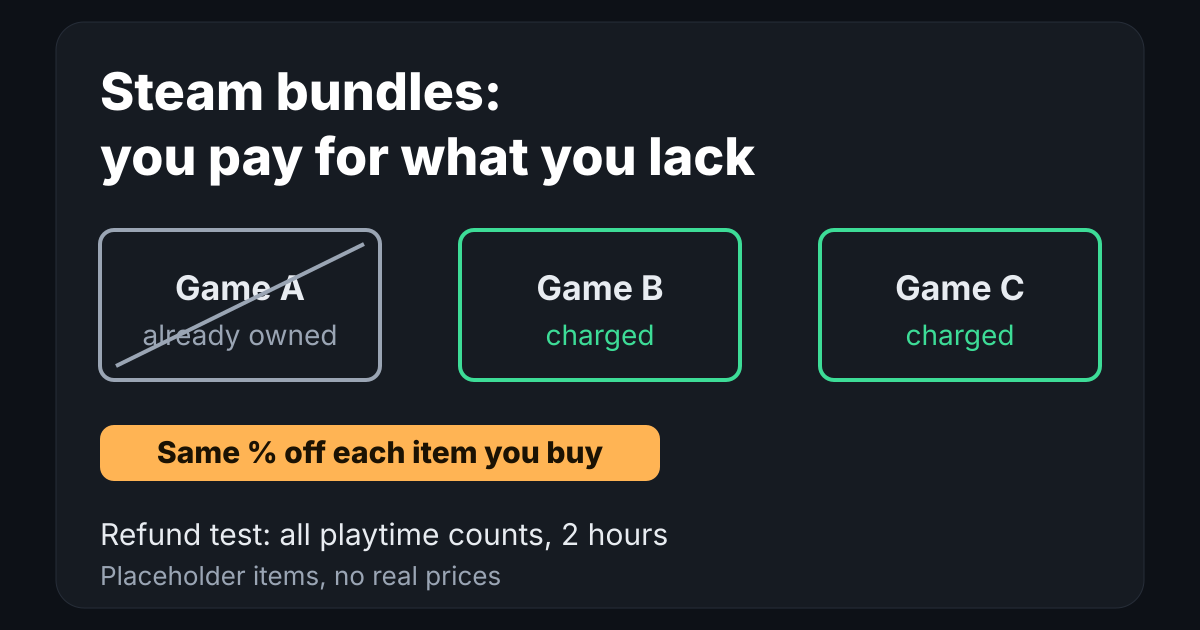 Steam bundles:
you pay for what you lack
Game A
already owned
Game B
charged
Game C
charged
Same % off each item you buy
Refund test: all playtime counts, 2 hours
Placeholder items, no real prices